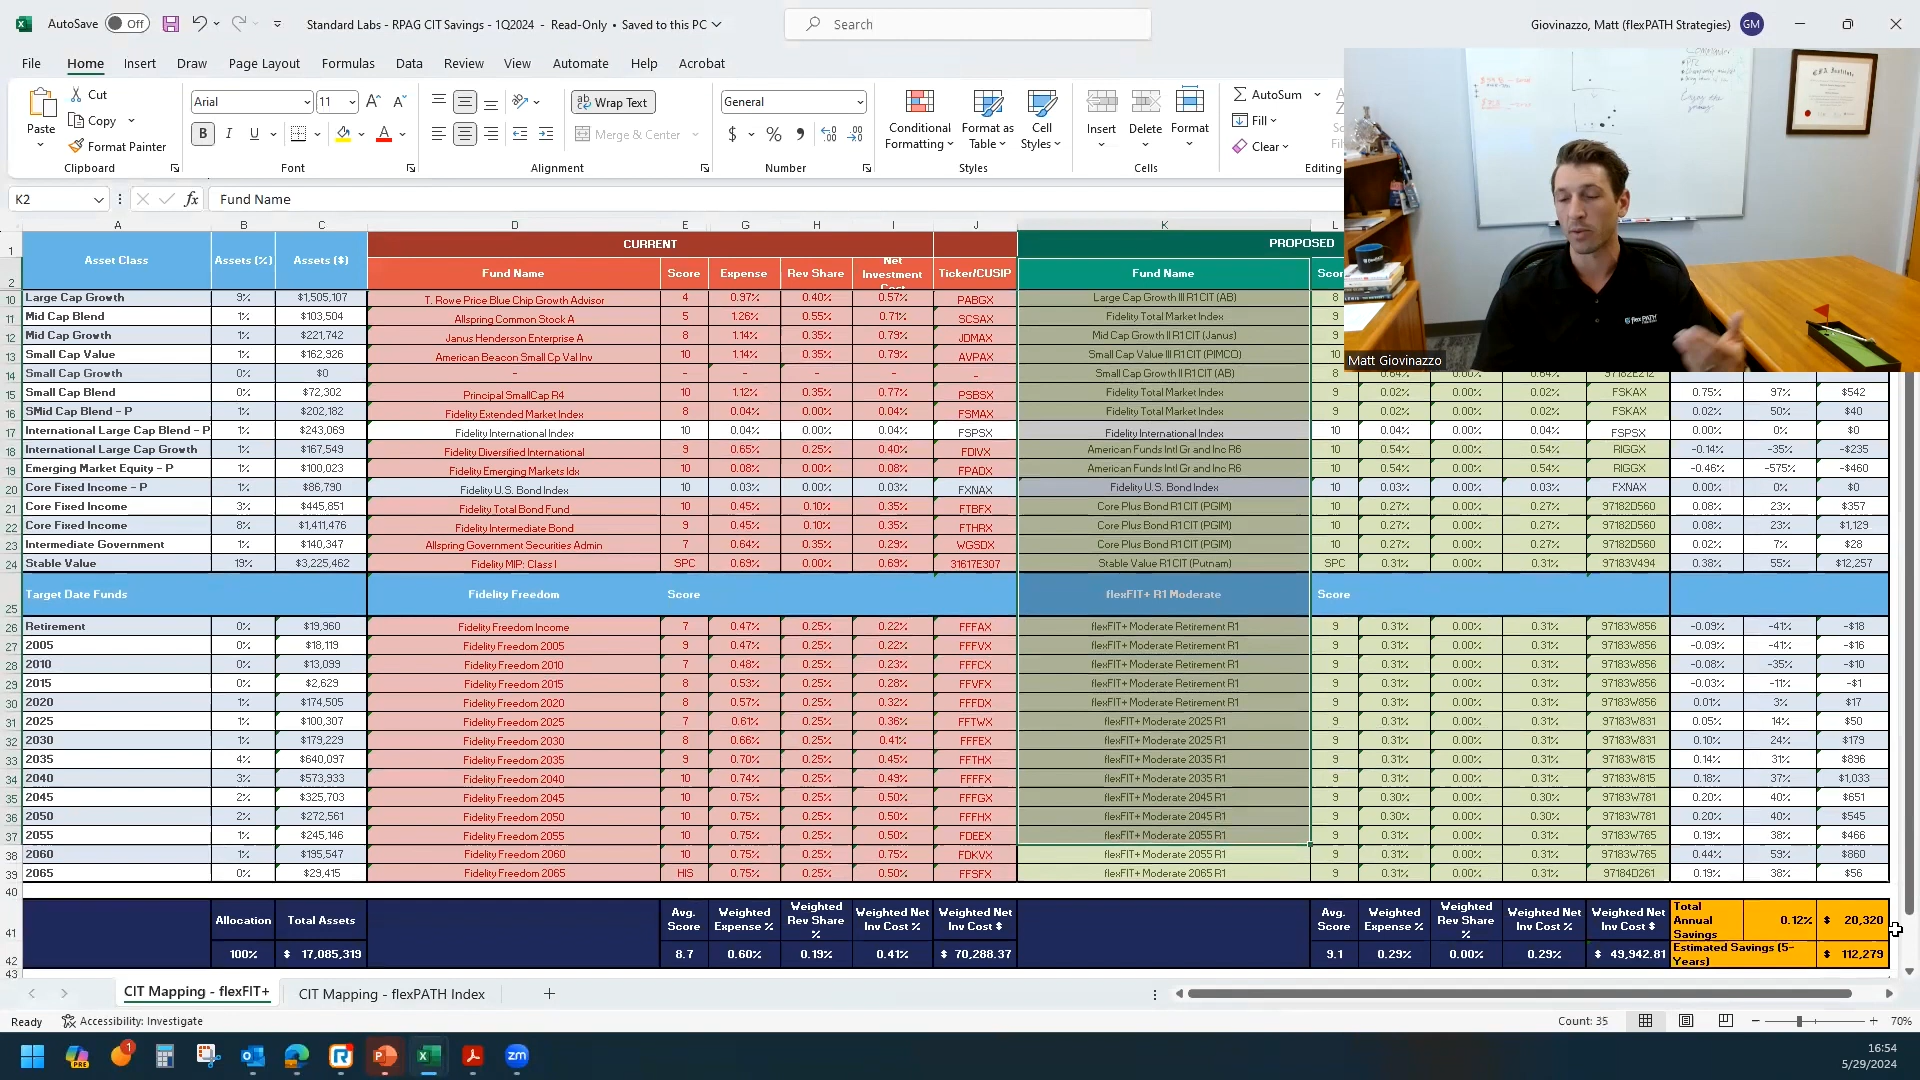 AutoSave Off Standard Labs - RPAG CIT Savings - 1Q2024 - Read-Only • Saved to this PC Search Giovinazzo, Matt (flexPATH Strategies) GM
File Home Insert Draw Page Layout Formulas Data Review View Automate Help Acrobat
Paste Cut Copy Format Painter Clipboard
Arial 11 B I U Font
Wrap Text Merge & Center Alignment
General $ % Number
Conditional Formatting Format as Table Cell Styles Styles
Insert Delete Format Cells
AutoSum Fill Clear Editing
K2 fx Fund Name
A B C D E G H I J K L
1 Asset Class Assets (%) Assets ($) CURRENT PROPOSED
2 Fund Name Score Expense Rev Share Net Investment Cost Ticker/CUSIP Fund Name
10 Large Cap Growth 9% $1,505,107 T. Rowe Price Blue Chip Growth Advisor 4 0.97% 0.40% 0.57% PABGX Large Cap Growth III R1 CIT (AB) 8
11 Mid Cap Blend 1% $103,504 Allspring Common Stock A 5 1.26% 0.55% 0.71% SCSAX Fidelity Total Market Index 9
12 Mid Cap Growth 1% $221,742 Janus Henderson Enterprise A 8 1.14% 0.35% 0.79% JDMAX Mid Cap Growth II R1 CIT (Janus) 9
13 Small Cap Value 1% $162,926 American Beacon Small Cp Val Inv 10 1.14% 0.35% 0.79% AVPAX Small Cap Value III R1 CIT (PIMCO) 10
14 Small Cap Growth 0% $0 - - - - - - Small Cap Growth II R1 CIT (AB) 8 0.64% 0.00% 0.64% 97182E212
15 Small Cap Blend 0% $72,302 Principal SmallCap R4 10 1.12% 0.35% 0.77% PSBSX Fidelity Total Market Index 9 0.02% 0.00% 0.02% FSKAX 0.75% 97% $542
16 SMid Cap Blend - P 1% $202,182 Fidelity Extended Market Index 8 0.04% 0.00% 0.04% FSMAX Fidelity Total Market Index 9 0.02% 0.00% 0.02% FSKAX 0.02% 50% $40
17 International Large Cap Blend - P 1% $243,069 Fidelity International Index 10 0.04% 0.00% 0.04% FSPSX Fidelity International Index 10 0.04% 0.00% 0.04% FSPSX 0.00% 0% $0
18 International Large Cap Growth 1% $167,549 Fidelity Diversified International 9 0.65% 0.25% 0.40% FDIVX American Funds Intl Gr and Inc R6 10 0.54% 0.00% 0.54% RIGGX -0.14% -35% -$235
19 Emerging Market Equity - P 1% $100,023 Fidelity Emerging Markets Idx 10 0.08% 0.00% 0.08% FPADX American Funds Intl Gr and Inc R6 10 0.54% 0.00% 0.54% RIGGX -0.46% -575% -$460
20 Core Fixed Income - P 1% $86,790 Fidelity U.S. Bond Index 10 0.03% 0.00% 0.03% FXNAX Fidelity U.S. Bond Index 10 0.03% 0.00% 0.03% FXNAX 0.00% 0% $0
21 Core Fixed Income 3% $445,851 Fidelity Total Bond Fund 10 0.45% 0.10% 0.35% FTBFX Core Plus Bond R1 CIT (PGIM) 10 0.27% 0.00% 0.27% 97182D560 0.08% 23% $357
22 Core Fixed Income 8% $1,411,476 Fidelity Intermediate Bond 9 0.45% 0.10% 0.35% FTHRX Core Plus Bond R1 CIT (PGIM) 10 0.27% 0.00% 0.27% 97182D560 0.08% 23% $1,129
23 Intermediate Government 1% $140,347 Allspring Government Securities Admin 7 0.64% 0.35% 0.29% WGSDX Core Plus Bond R1 CIT (PGIM) 10 0.27% 0.00% 0.27% 97182D560 0.02% 7% $28
24 Stable Value 19% $3,225,462 Fidelity MIP: Class I SPC 0.69% 0.00% 0.69% 31617E307 Stable Value R1 CIT (Putnam) SPC 0.31% 0.00% 0.31% 97183V494 0.38% 55% $12,257
25 Target Date Funds Fidelity Freedom Score flexFIT+ R1 Moderate Score
26 Retirement 0% $19,960 Fidelity Freedom Income 7 0.47% 0.25% 0.22% FFFAX flexFIT+ Moderate Retirement R1 9 0.31% 0.00% 0.31% 97183W856 -0.09% -41% -$18
27 2005 0% $18,119 Fidelity Freedom 2005 9 0.47% 0.25% 0.22% FFFVX flexFIT+ Moderate Retirement R1 9 0.31% 0.00% 0.31% 97183W856 -0.09% -41% -$16
28 2010 0% $13,099 Fidelity Freedom 2010 7 0.48% 0.25% 0.23% FFFCX flexFIT+ Moderate Retirement R1 9 0.31% 0.00% 0.31% 97183W856 -0.08% -35% -$10
29 2015 0% $2,629 Fidelity Freedom 2015 8 0.53% 0.25% 0.28% FFVFX flexFIT+ Moderate Retirement R1 9 0.31% 0.00% 0.31% 97183W856 -0.03% -11% -$1
30 2020 1% $174,505 Fidelity Freedom 2020 8 0.57% 0.25% 0.32% FFFDX flexFIT+ Moderate Retirement R1 9 0.31% 0.00% 0.31% 97183W856 0.01% 3% $17
31 2025 1% $100,307 Fidelity Freedom 2025 7 0.61% 0.25% 0.36% FFTWX flexFIT+ Moderate 2025 R1 9 0.31% 0.00% 0.31% 97183W831 0.05% 14% $50
32 2030 1% $179,229 Fidelity Freedom 2030 8 0.66% 0.25% 0.41% FFFEX flexFIT+ Moderate 2025 R1 9 0.31% 0.00% 0.31% 97183W831 0.10% 24% $179
33 2035 4% $640,097 Fidelity Freedom 2035 9 0.70% 0.25% 0.45% FFTHX flexFIT+ Moderate 2035 R1 9 0.31% 0.00% 0.31% 97183W815 0.14% 31% $896
34 2040 3% $573,933 Fidelity Freedom 2040 10 0.74% 0.25% 0.49% FFFFX flexFIT+ Moderate 2035 R1 9 0.31% 0.00% 0.31% 97183W815 0.18% 37% $1,033
35 2045 2% $325,703 Fidelity Freedom 2045 10 0.75% 0.25% 0.50% FFFGX flexFIT+ Moderate 2045 R1 9 0.30% 0.00% 0.30% 97183W781 0.20% 40% $651
36 2050 2% $272,561 Fidelity Freedom 2050 10 0.75% 0.25% 0.50% FFFHX flexFIT+ Moderate 2045 R1 9 0.30% 0.00% 0.30% 97183W781 0.20% 40% $545
37 2055 1% $245,146 Fidelity Freedom 2055 10 0.75% 0.25% 0.50% FDEEX flexFIT+ Moderate 2055 R1 9 0.31% 0.00% 0.31% 97183W765 0.19% 38% $466
38 2060 1% $195,547 Fidelity Freedom 2060 10 0.75% 0.25% 0.75% FDKVX flexFIT+ Moderate 2055 R1 9 0.31% 0.00% 0.31% 97183W765 0.44% 59% $860
39 2065 0% $29,415 Fidelity Freedom 2065 HIS 0.75% 0.25% 0.50% FFSFX flexFIT+ Moderate 2065 R1 9 0.31% 0.00% 0.31% 97184D261 0.19% 38% $56
40
41 Allocation Total Assets Avg. Score Weighted Expense % Weighted Rev Share % Weighted Net Inv Cost % Weighted Net Inv Cost $ Avg. Score Weighted Expense % Weighted Rev Share % Weighted Net Inv Cost % Weighted Net Inv Cost $ Total Annual Savings 0.12% $ 20,320
42 100% $ 17,085,319 8.7 0.60% 0.19% 0.41% $ 70,288.37 9.1 0.29% 0.00% 0.29% $ 49,942.81 Estimated Savings (5-Years) $ 112,279
43
CIT Mapping - flexFIT+ CIT Mapping - flexPATH Index
Ready Accessibility: Investigate Count: 35 70%
Matt Giovinazzo
flexPATH
16:54
5/29/2024